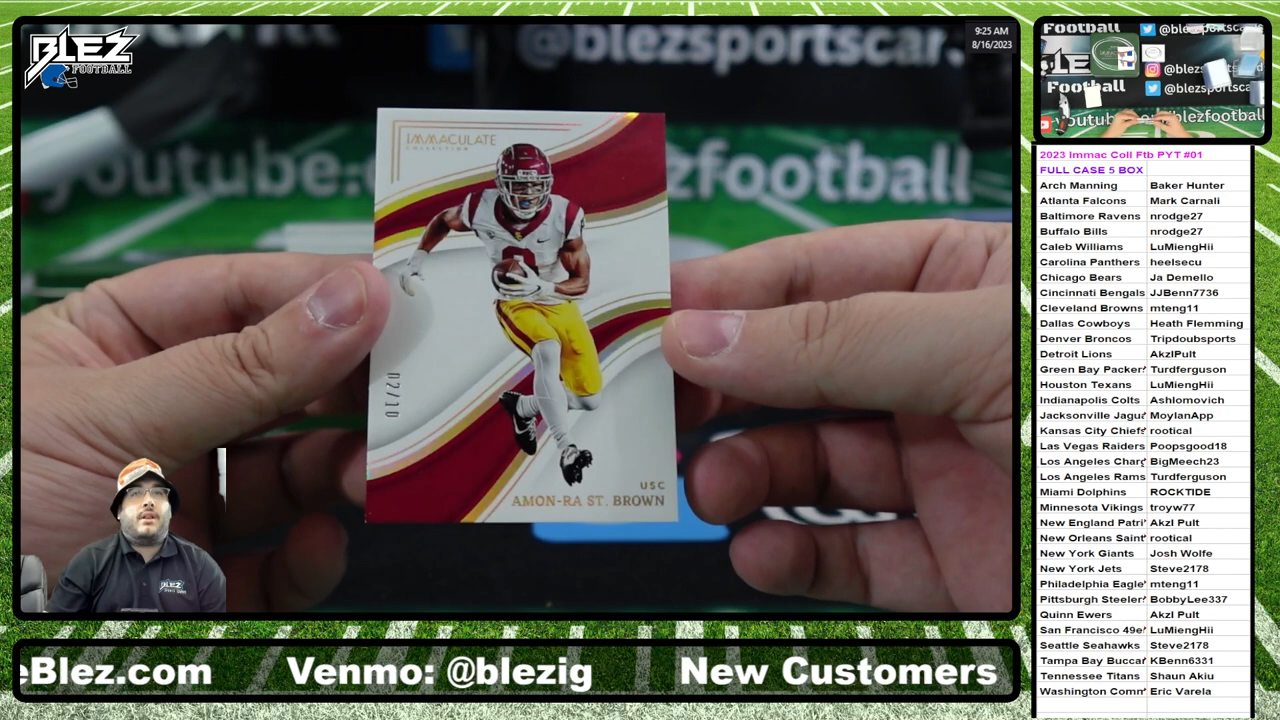 BLEZ
FOOTBALL
9:25 AM
8/16/2023
@blezsportscar
youtube
football
IMMACULATE
COLLECTION
02/10
USC
AMON-RA ST. BROWN
BLEZ
eBlez.com Venmo: @blezig New Customers
Football @blezsportscar
Football @blezsportsca
youtub blezfootball
2023 Immac Coll Ftb PYT #01
FULL CASE 5 BOX
Arch Manning Baker Hunter
Atlanta Falcons Mark Carnali
Baltimore Ravens nrodge27
Buffalo Bills nrodge27
Caleb Williams LuMiengHii
Carolina Panthers heelsecu
Chicago Bears Ja Demello
Cincinnati Bengals JJBenn7736
Cleveland Browns mteng11
Dallas Cowboys Heath Flemming
Denver Broncos Tripdoubsports
Detroit Lions AkzlPult
Green Bay Packer Turdferguson
Houston Texans LuMiengHii
Indianapolis Colts Ashlomovich
Jacksonville Jagua MoylanApp
Kansas City Chiefs rootical
Las Vegas Raiders Poopsgood18
Los Angeles Charg BigMeech23
Los Angeles Rams Turdferguson
Miami Dolphins ROCKTIDE
Minnesota Vikings troyw77
New England Patri Akzl Pult
New Orleans Saint rootical
New York Giants Josh Wolfe
New York Jets Steve2178
Philadelphia Eagle mteng11
Pittsburgh Steeler BobbyLee337
Quinn Ewers Akzl Pult
San Francisco 49e LuMiengHii
Seattle Seahawks Steve2178
Tampa Bay Buccar KBenn6331
Tennessee Titans Shaun Akiu
Washington Comm Eric Varela